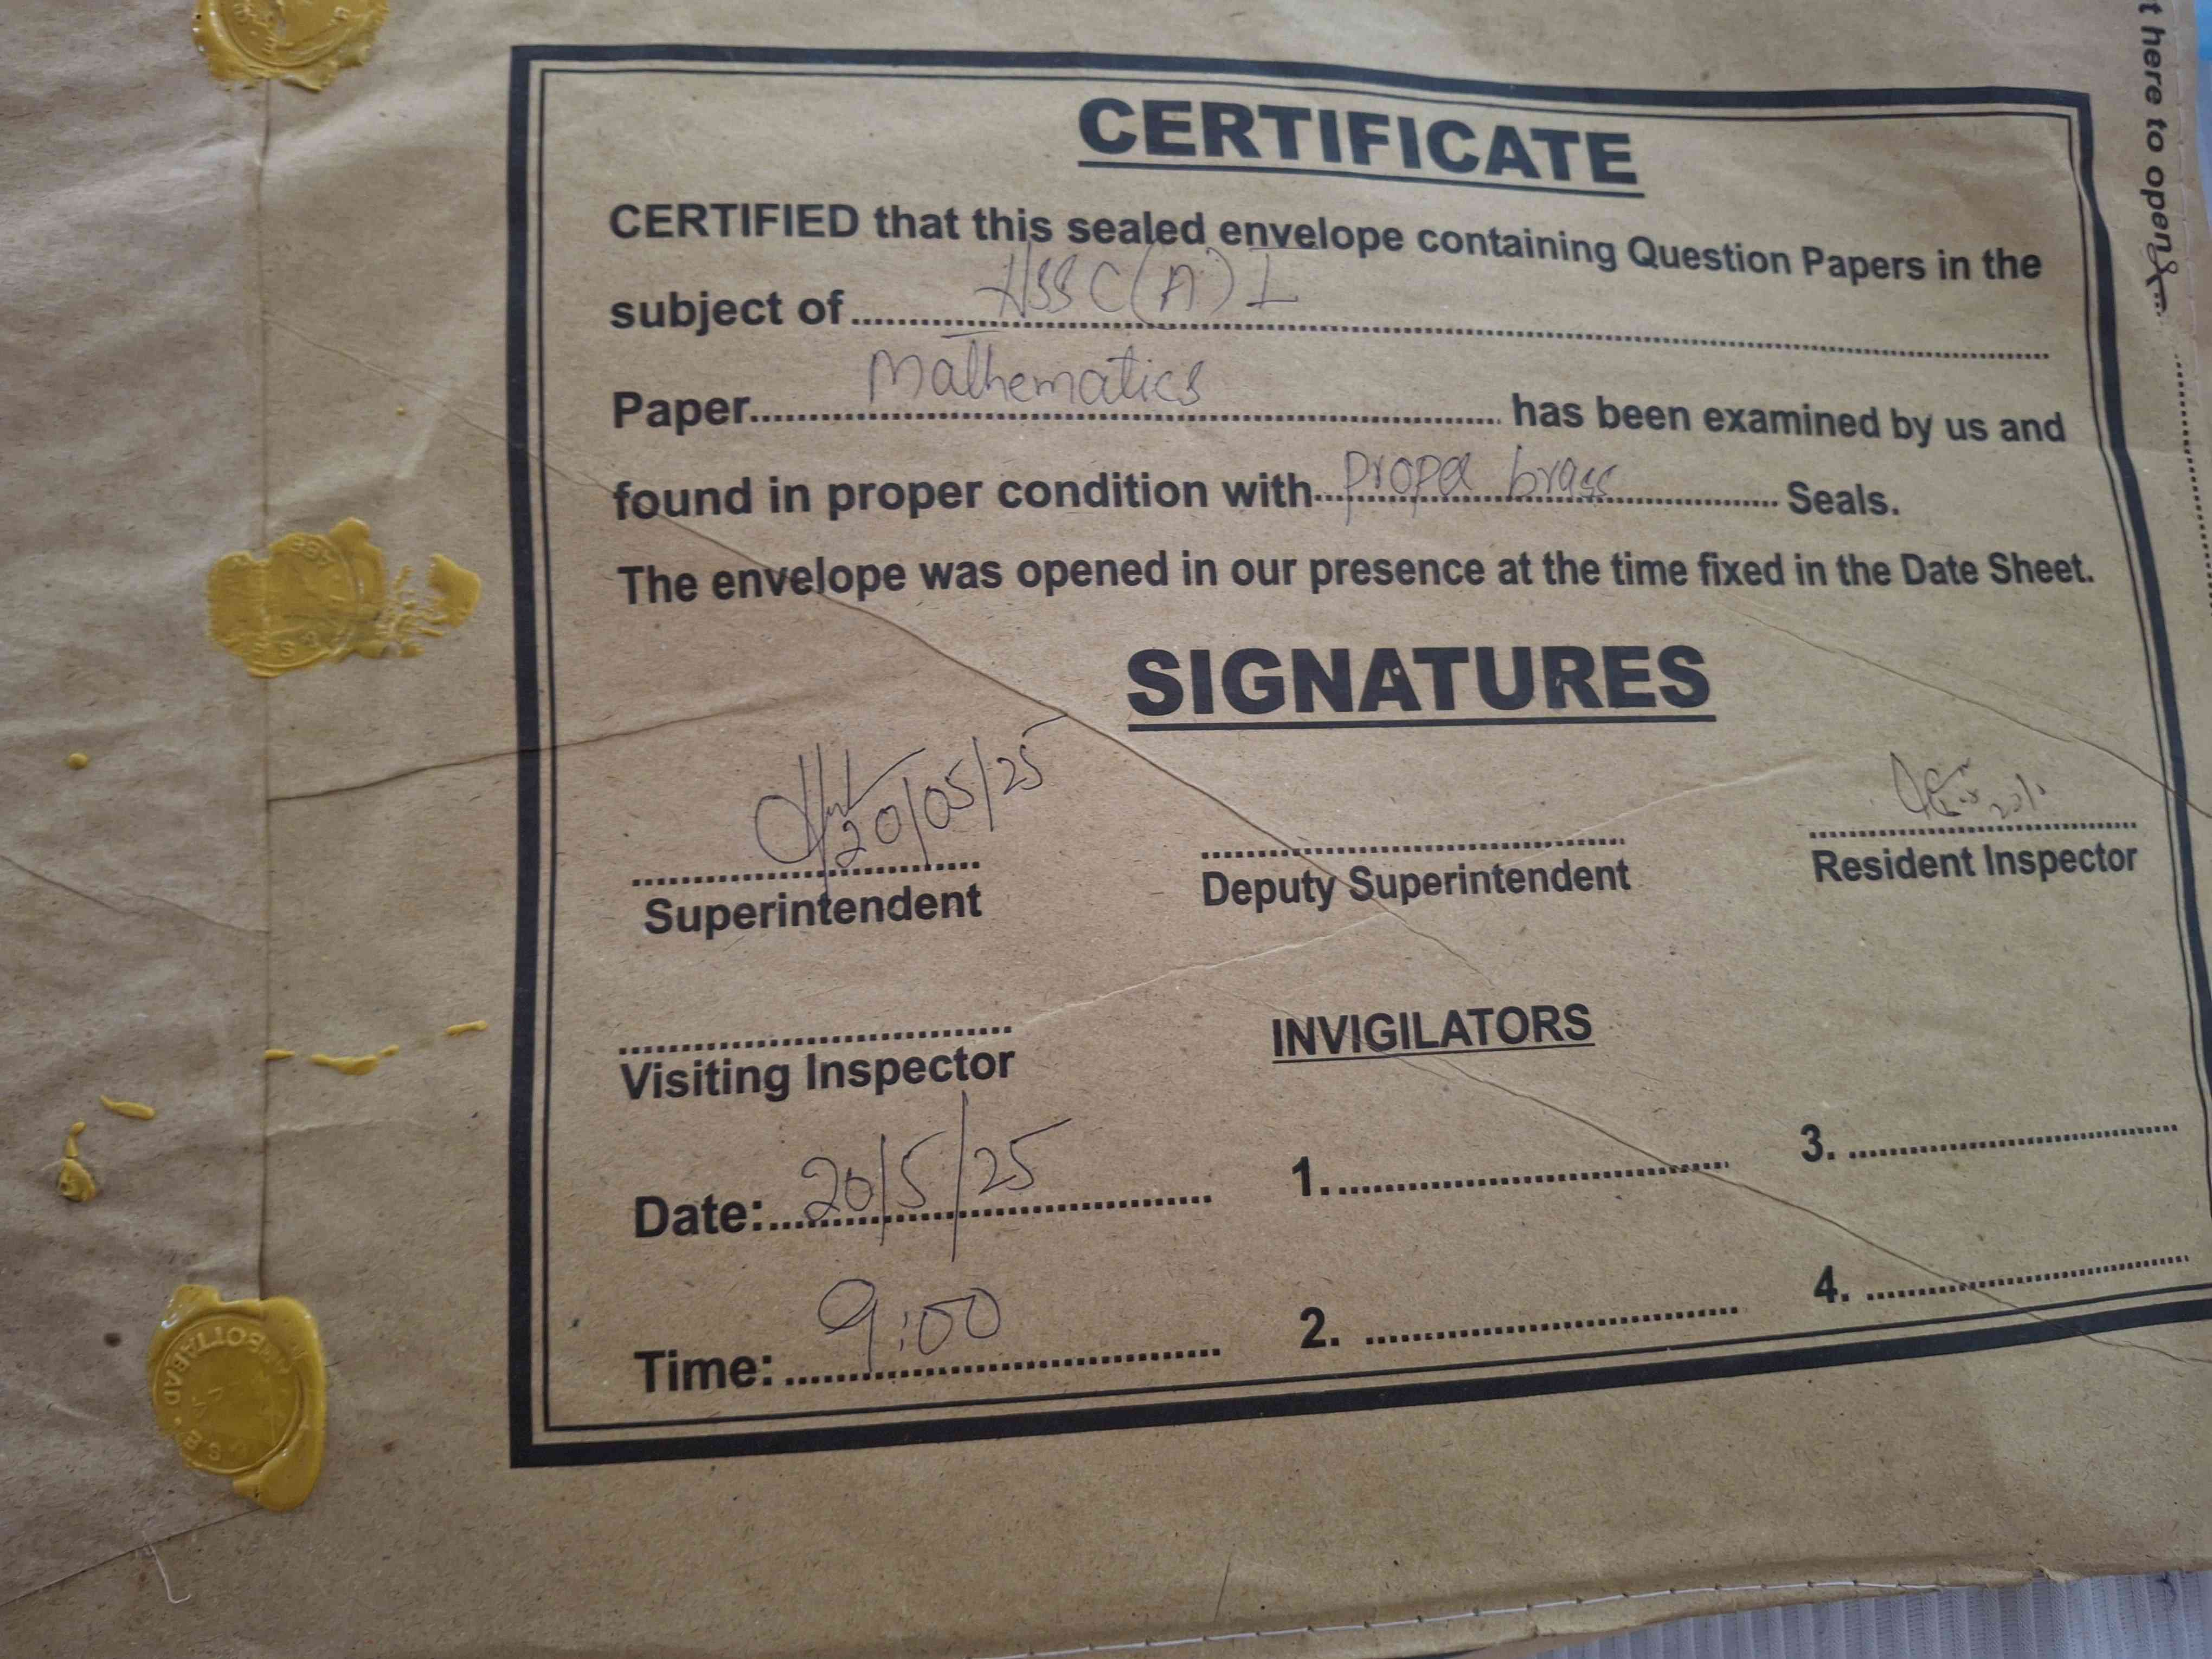 CERTIFICATE
CERTIFIED that this sealed envelope containing Question Papers in the
subject of HSSC(A) I
Paper Mathematics has been examined by us and
found in proper condition with proper brass Seals.
The envelope was opened in our presence at the time fixed in the Date Sheet.
SIGNATURES
20/05/25
Superintendent
Deputy Superintendent
Resident Inspector
Visiting Inspector
INVIGILATORS
Date: 20/5/25
1.
3.
Time: 9:00
2.
4.
here to open
ABBOTTABAD